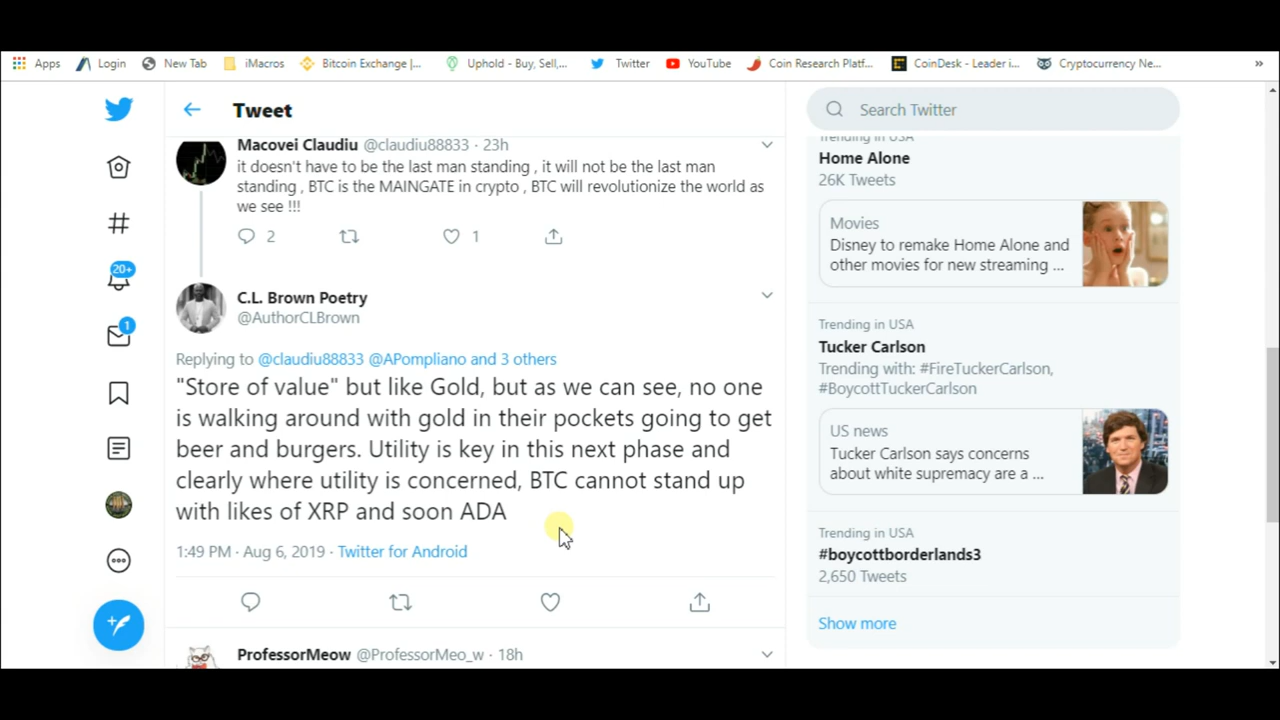 Apps Login New Tab iMacros Bitcoin Exchange |... Uphold - Buy, Sell,... Twitter YouTube Coin Research Platf... CoinDesk - Leader i... Cryptocurrency Ne... »
Tweet
Macovei Claudiu @claudiu88833 · 23h
it doesn't have to be the last man standing , it will not be the last man
standing , BTC is the MAINGATE in crypto , BTC will revolutionize the world as
we see !!!
2 1
20+
1
C.L. Brown Poetry
@AuthorCLBrown
Replying to @claudiu88833 @APompliano and 3 others
"Store of value" but like Gold, but as we can see, no one
is walking around with gold in their pockets going to get
beer and burgers. Utility is key in this next phase and
clearly where utility is concerned, BTC cannot stand up
with likes of XRP and soon ADA
1:49 PM · Aug 6, 2019 · Twitter for Android
ProfessorMeow @ProfessorMeo_w · 18h
Search Twitter
Trending in USA
Home Alone
26K Tweets
Movies
Disney to remake Home Alone and
other movies for new streaming ...
Trending in USA
Tucker Carlson
Trending with: #FireTuckerCarlson,
#BoycottTuckerCarlson
US news
Tucker Carlson says concerns
about white supremacy are a ...
Trending in USA
#boycottborderlands3
2,650 Tweets
Show more